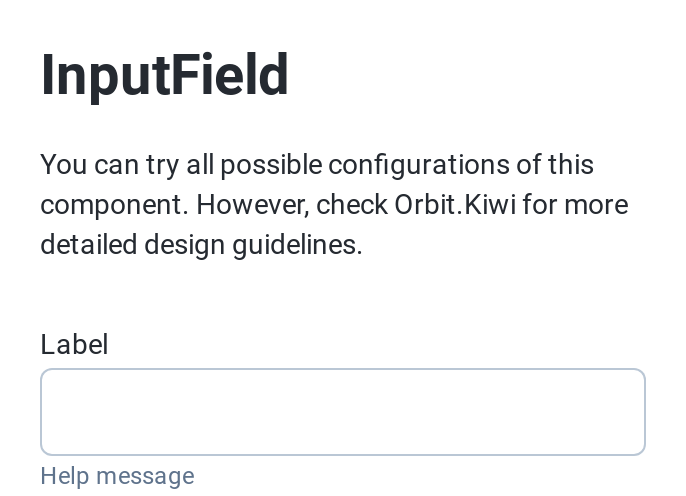 InputField
You can try all possible configurations of this
component. However, check Orbit.Kiwi for more
detailed design guidelines.
Label
Help message